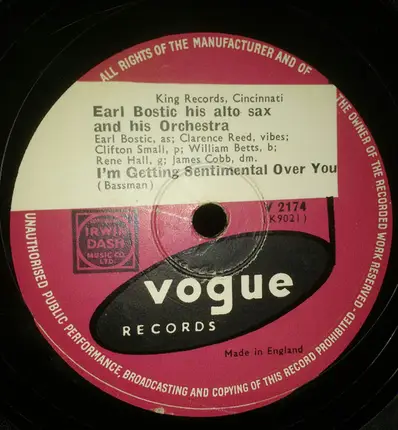 ALL RIGHTS OF THE MANUFACTURER AND OF
THE OWNER OF THE RECORDED WORK RESERVED -
UNAUTHORISED PUBLIC PERFORMANCE, BROADCASTING AND COPYING OF THIS RECORD PROHIBITED -
King Records, Cincinnati
Earl Bostic his alto sax
and his Orchestra
Earl Bostic, as; Clarence Reed, vibes;
Clifton Small, p; William Betts, b;
Rene Hall, g; James Cobb, dm.
I'm Getting Sentimental Over You
(Bassman)
V 2174
(K9021)
IRWIN
DASH
MUSIC CO.
LTD.
vogue
RECORDS
Made in England